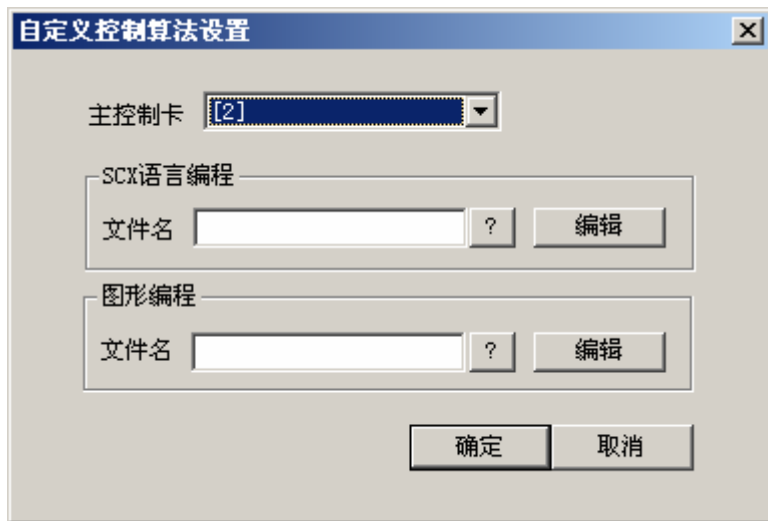 自定义控制算法设置
主控制卡 [2]
SCX语言编程
文件名 ? 编辑
图形编程
文件名 ? 编辑
确定 取消